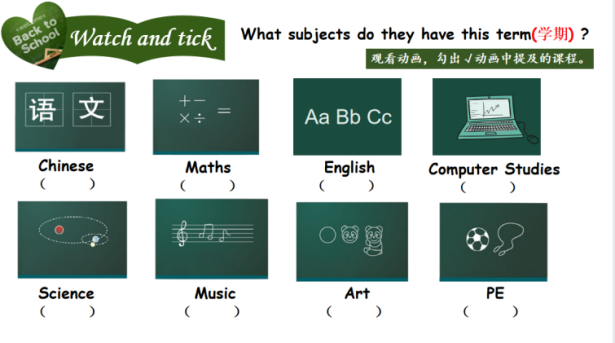 Back to
School
Watch and tick
What subjects do they have this term(学期) ?
观看动画，勾出 √ 动画中提及的课程。
语 文
+ −
× ÷ =
Aa Bb Cc
Chinese
Maths
English
Computer Studies
(　　)
(　　)
(　　)
(　　)
Science
Music
Art
PE
(　　)
(　　)
(　　)
(　　)